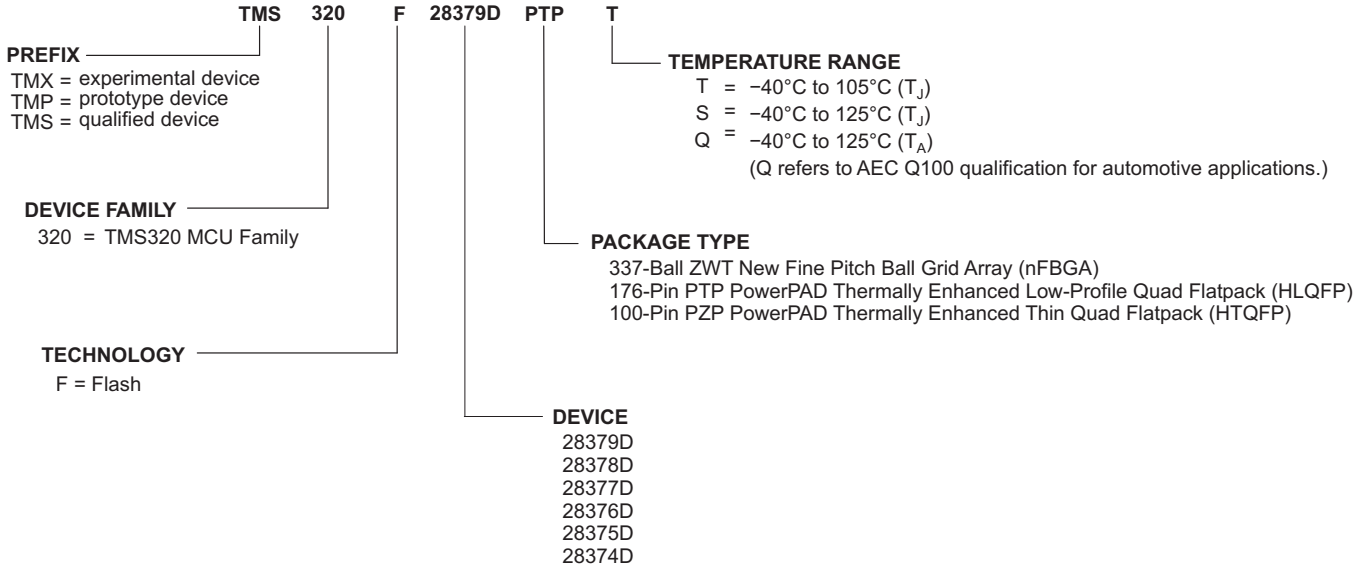 TMS 320 F 28379D PTP T
PREFIX
TMX = experimental device
TMP = prototype device
TMS = qualified device
TEMPERATURE RANGE
T = −40°C to 105°C (TJ)
S = −40°C to 125°C (TJ)
Q = −40°C to 125°C (TA)
(Q refers to AEC Q100 qualification for automotive applications.)
DEVICE FAMILY
320 = TMS320 MCU Family
PACKAGE TYPE
337-Ball ZWT New Fine Pitch Ball Grid Array (nFBGA)
176-Pin PTP PowerPAD Thermally Enhanced Low-Profile Quad Flatpack (HLQFP)
100-Pin PZP PowerPAD Thermally Enhanced Thin Quad Flatpack (HTQFP)
TECHNOLOGY
F = Flash
DEVICE
28379D
28378D
28377D
28376D
28375D
28374D